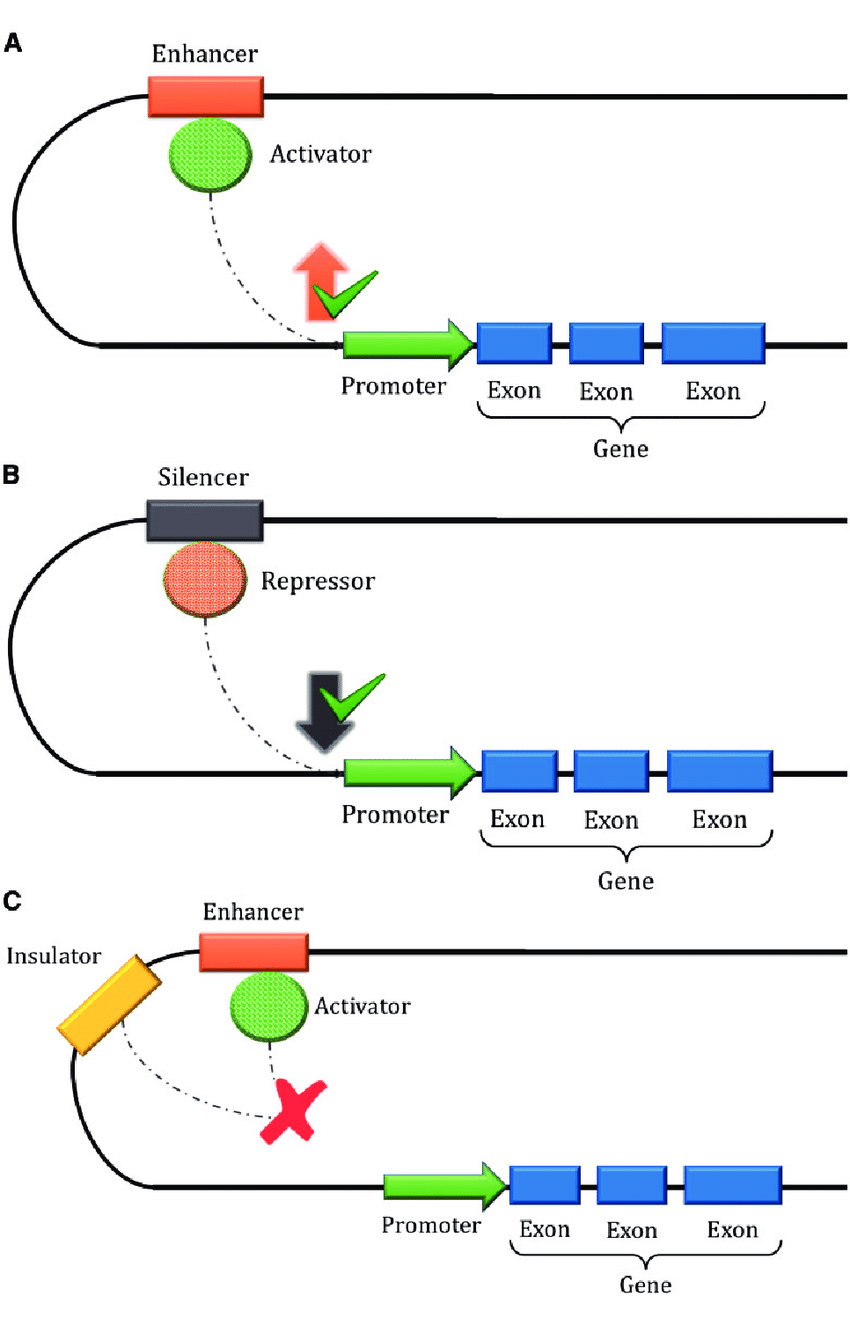 A
Enhancer
Activator
Promoter
Exon Exon Exon
Gene
B
Silencer
Repressor
Promoter
Exon Exon Exon
Gene
C
Enhancer
Insulator
Activator
Promoter
Exon Exon Exon
Gene